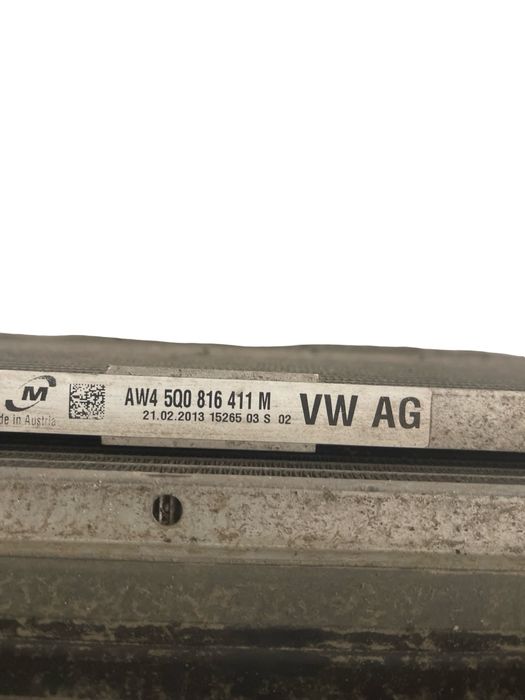 M
de in Austria
AW4 5Q0 816 411 M
21.02.2013 15265 03 S 02
VW AG